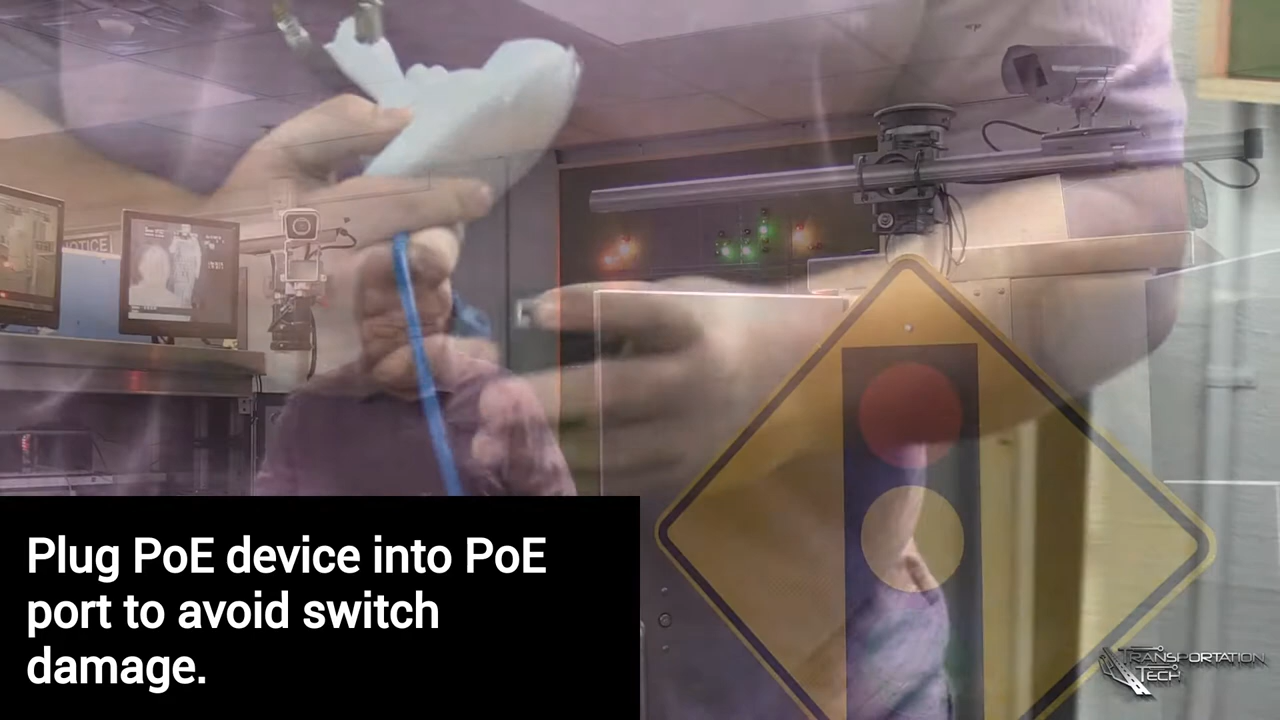 NOTICE
Plug PoE device into PoE
port to avoid switch
damage.
TRANSPORTATION
TECH